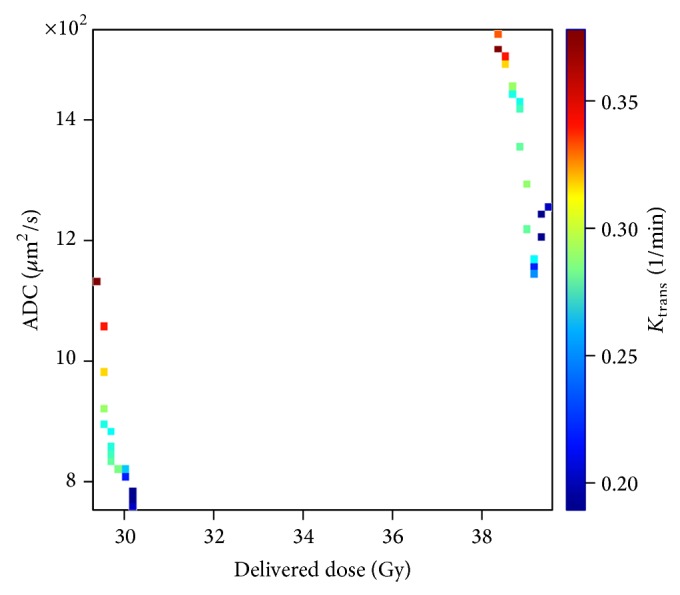 ×10²
14
12
10
8
ADC (μm²/s)
30 32 34 36 38
Delivered dose (Gy)
0.35
0.30
0.25
0.20
Ktrans (1/min)